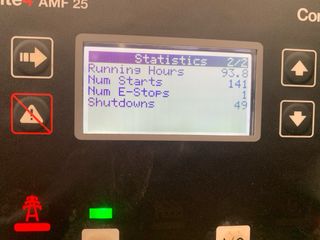 AMF 25
Statistics 2/2
Running Hours 93.8
Num Starts 141
Num E-Stops 1
Shutdowns 49